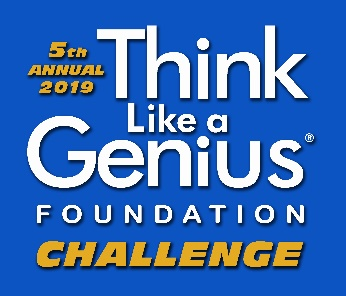 5th
ANNUAL
2019
Think
Like a
Genius®
FOUNDATION
CHALLENGE